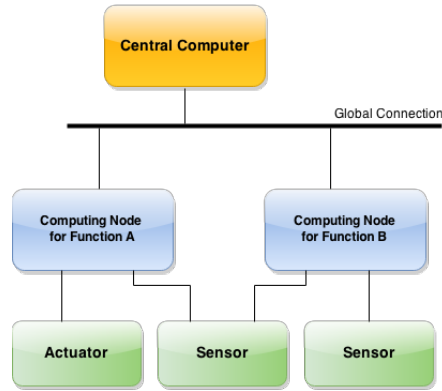 Central Computer
Global Connection
Computing Node
for Function A
Computing Node
for Function B
Actuator
Sensor
Sensor